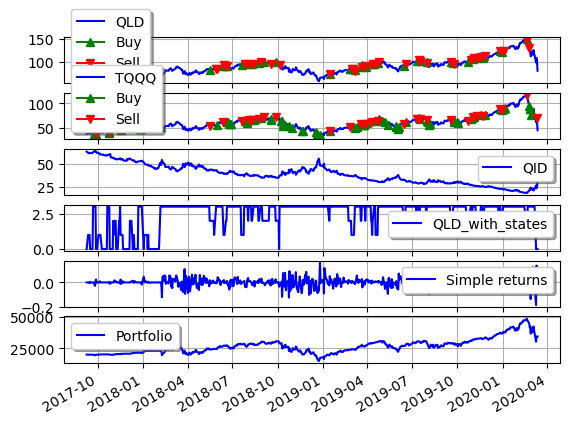 QLD
Buy
Sell
150
100
TQQQ
Buy
Sell
100
50
QID
50
25
QLD_with_states
2.5
0.0
Simple returns
0.0
−0.2
Portfolio
50000
25000
2017-10
2018-01
2018-04
2018-07
2018-10
2019-01
2019-04
2019-07
2019-10
2020-01
2020-04